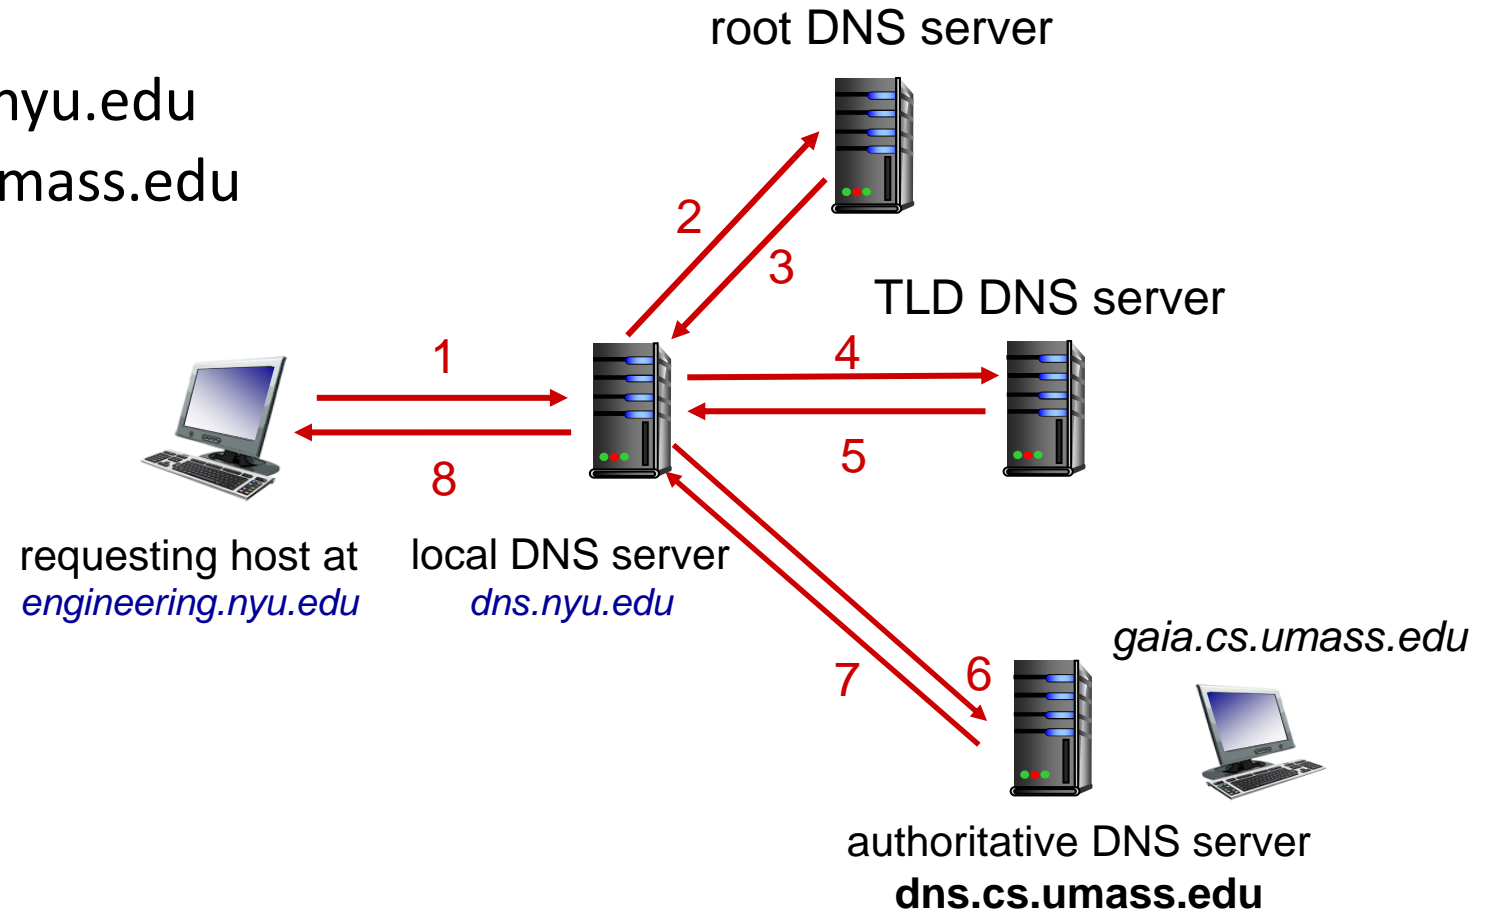 root DNS server
nyu.edu
mass.edu
2
3
TLD DNS server
1
4
8
5
requesting host at
engineering.nyu.edu
local DNS server
dns.nyu.edu
gaia.cs.umass.edu
7
6
authoritative DNS server
dns.cs.umass.edu